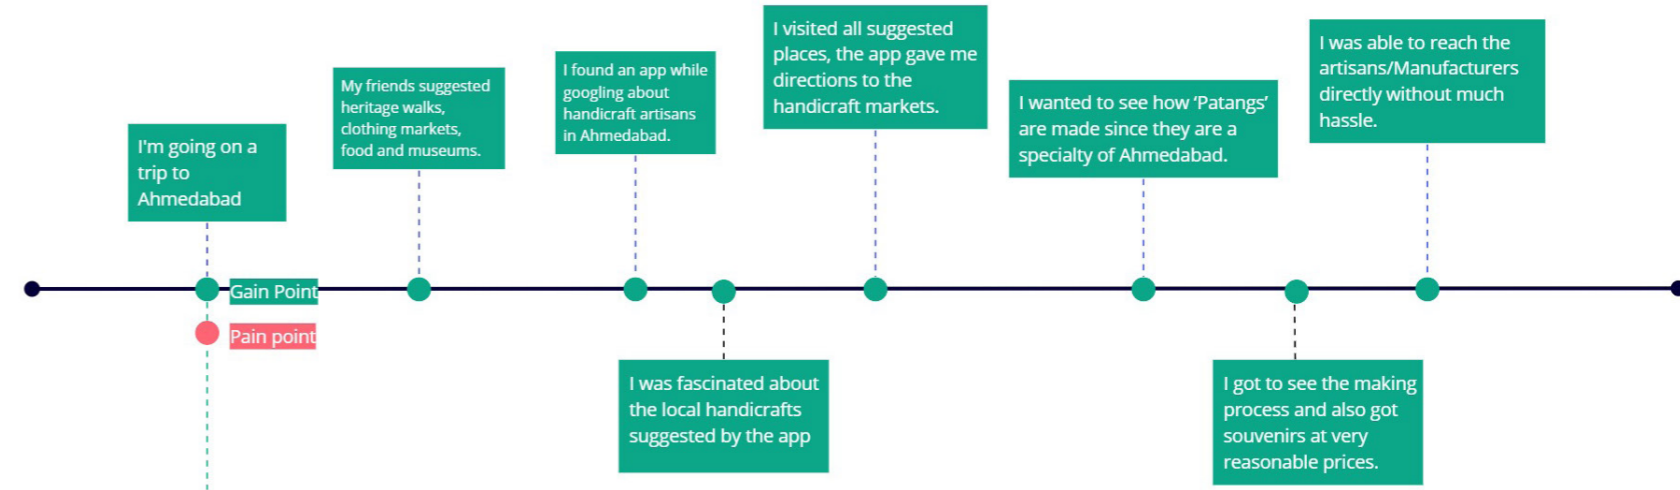 I'm going on a
trip to
Ahmedabad
My friends suggested
heritage walks,
clothing markets,
food and museums.
I found an app while
googling about
handicraft artisans
in Ahmedabad.
I visited all suggested
places, the app gave me
directions to the
handicraft markets.
I wanted to see how ‘Patangs’
are made since they are a
specialty of Ahmedabad.
I was able to reach the
artisans/Manufacturers
directly without much
hassle.
Gain Point
Pain point
I was fascinated about
the local handicrafts
suggested by the app
I got to see the making
process and also got
souvenirs at very
reasonable prices.